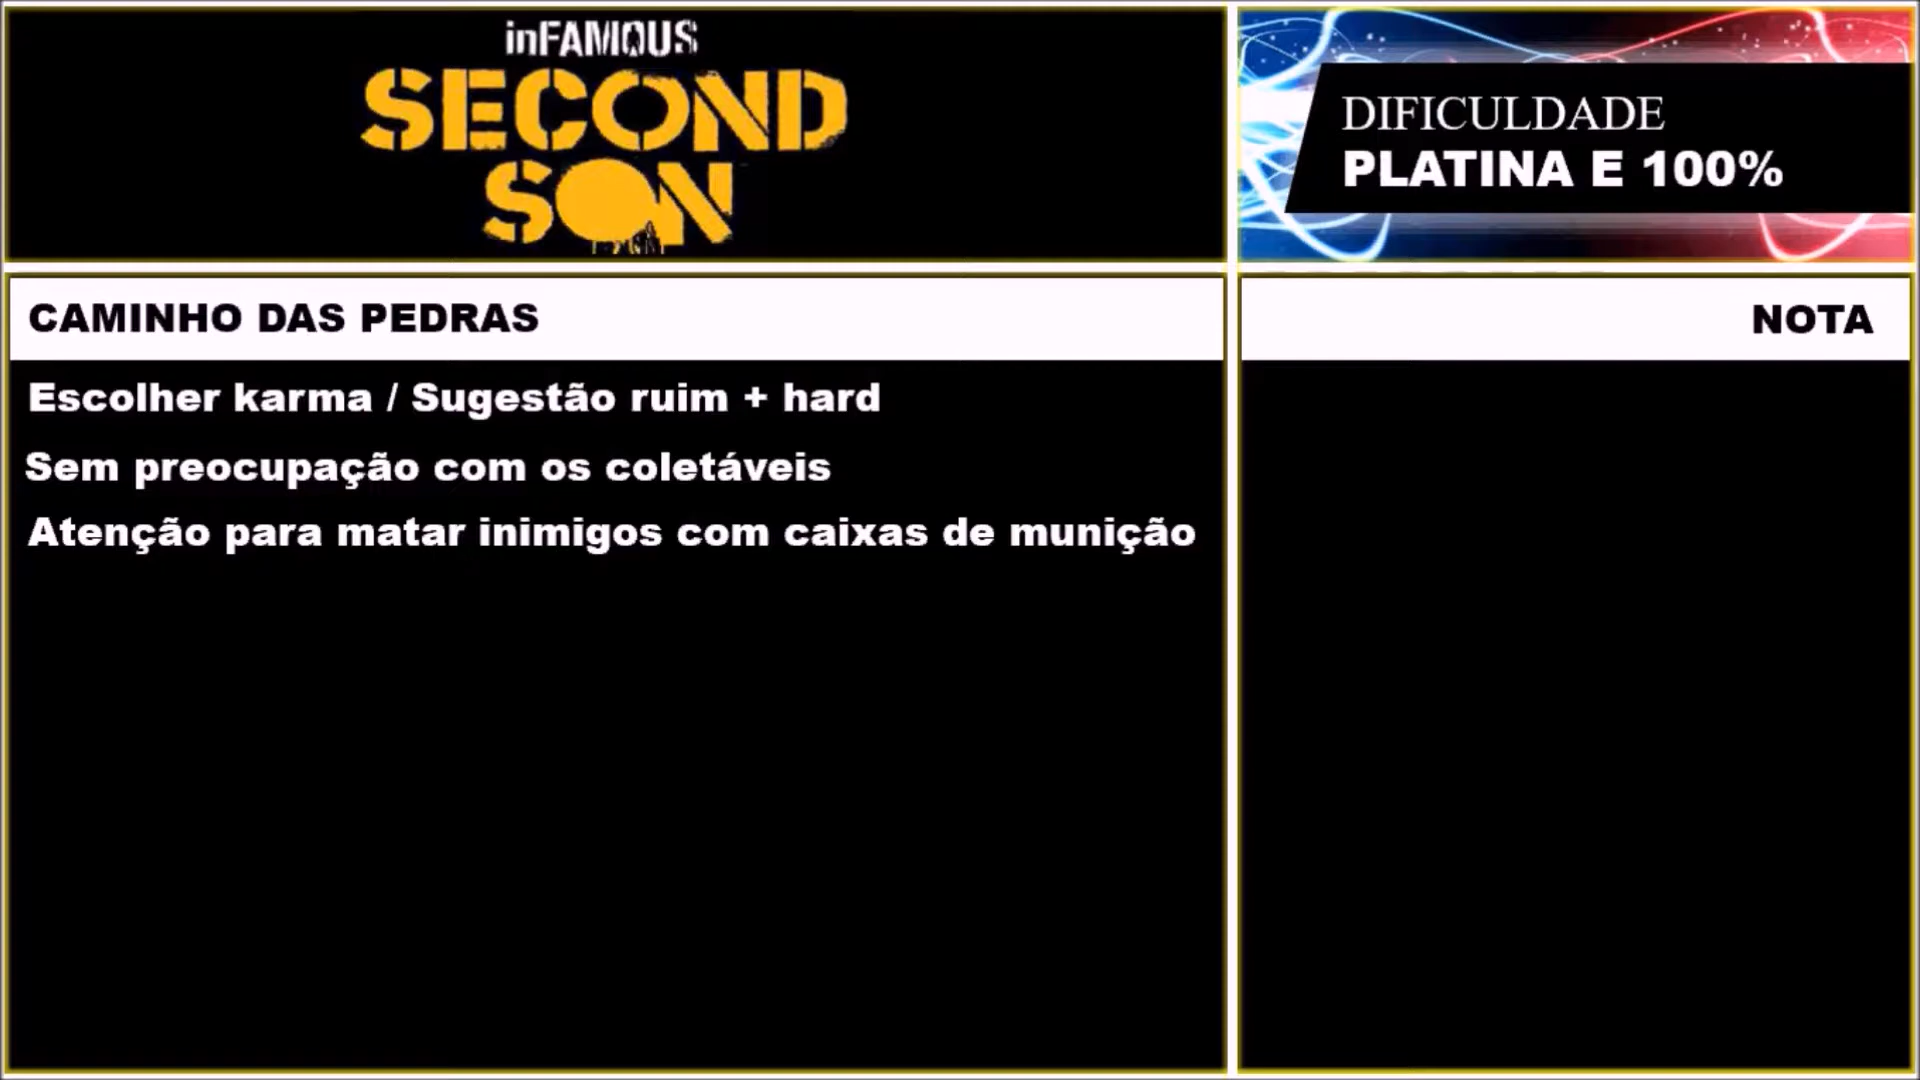 inFAMOUS
SECOND
SON
DIFICULDADE
PLATINA E 100%
CAMINHO DAS PEDRAS
NOTA
Escolher karma / Sugestão ruim + hard
Sem preocupação com os coletáveis
Atenção para matar inimigos com caixas de munição